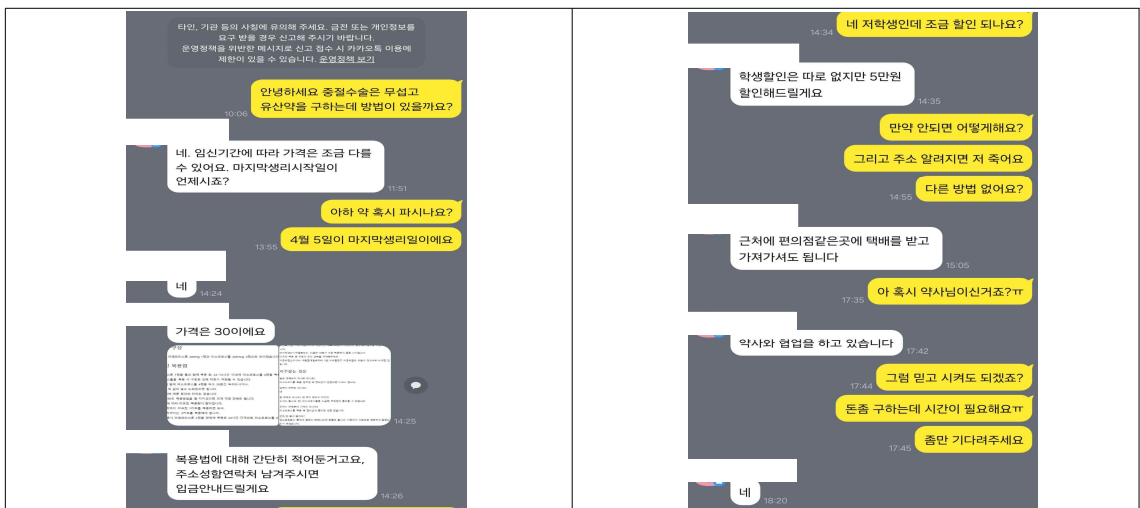 타인, 기관 등의 사칭에 유의해 주세요. 금전 또는 개인정보를
요구 받을 경우 신고해 주시기 바랍니다.
운영정책을 위반한 메시지로 신고 접수 시 카카오톡 이용에
제한이 있을 수 있습니다. 운영정책 보기
안녕하세요 중절수술은 무섭고
유산약을 구하는데 방법이 있을까요?
10:06
네. 임신기간에 따라 가격은 조금 다를
수 있어요. 마지막생리시작일이
언제시죠?
11:51
아하 약 혹시 파시나요?
4월 5일이 마지막생리일이에요
13:55
네
14:24
가격은 30이에요
14:25
복용법에 대해 간단히 적어둔거고요,
주소성함연락처 남겨주시면
입금안내드릴게요
14:26
네 저학생인데 조금 할인 되나요?
14:34
학생할인은 따로 없지만 5만원
할인해드릴게요
14:35
만약 안되면 어떻게해요?
그리고 주소 알려지면 저 죽어요
다른 방법 없어요?
14:55
근처에 편의점같은곳에 택배를 받고
가져가셔도 됩니다
15:05
아 혹시 약사님이신거죠?ㅠ
17:35
약사와 협업을 하고 있습니다
17:42
그럼 믿고 시켜도 되겠죠?
17:44
돈좀 구하는데 시간이 필요해요ㅠ
좀만 기다려주세요
17:45
네
18:20